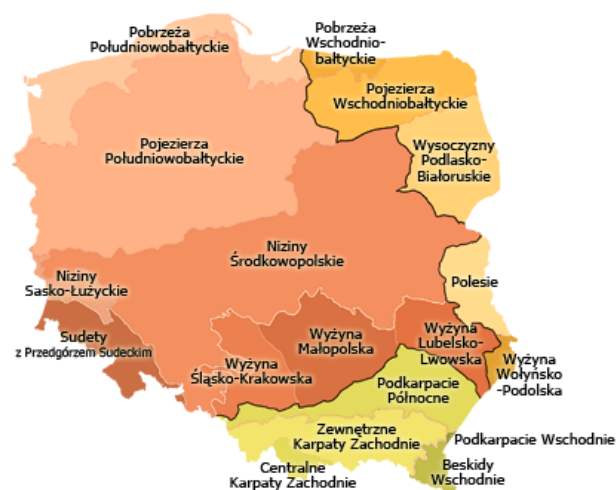 Pobrzeża
Południowobałtyckie
Pobrzeża
Wschodnio-
bałtyckie
Pojezierza
Wschodniobałtyckie
Pojezierza
Południowobałtyckie
Wysoczyzny
Podlasko-
Białoruskie
Niziny
Środkowopolskie
Niziny
Sasko-Łużyckie
Polesie
Sudety
z Przedgórzem Sudeckim
Wyżyna
Śląsko-Krakowska
Wyżyna
Małopolska
Wyżyna
Lubelsko-
Lwowska
Wyżyna
Wołyńsko
-Podolska
Podkarpacie
Północne
Zewnętrzne
Karpaty Zachodnie
Podkarpacie Wschodnie
Centralne
Karpaty Zachodnie
Beskidy
Wschodnie